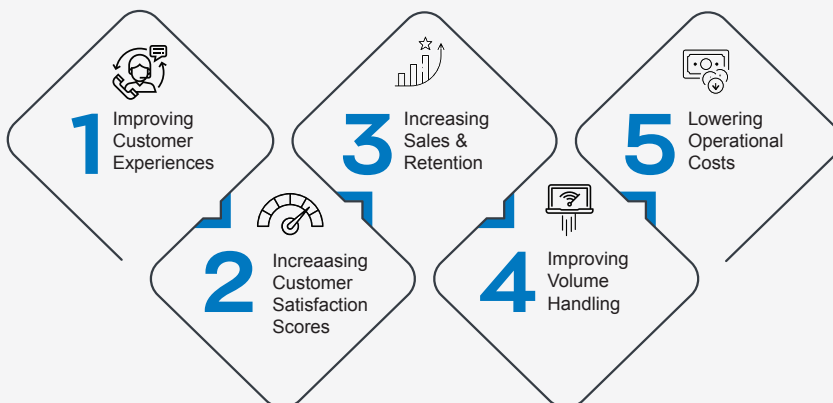 1
Improving
Customer
Experiences
2
Increaasing
Customer
Satisfaction
Scores
3
Increasing
Sales &
Retention
4
Improving
Volume
Handling
5
Lowering
Operational
Costs